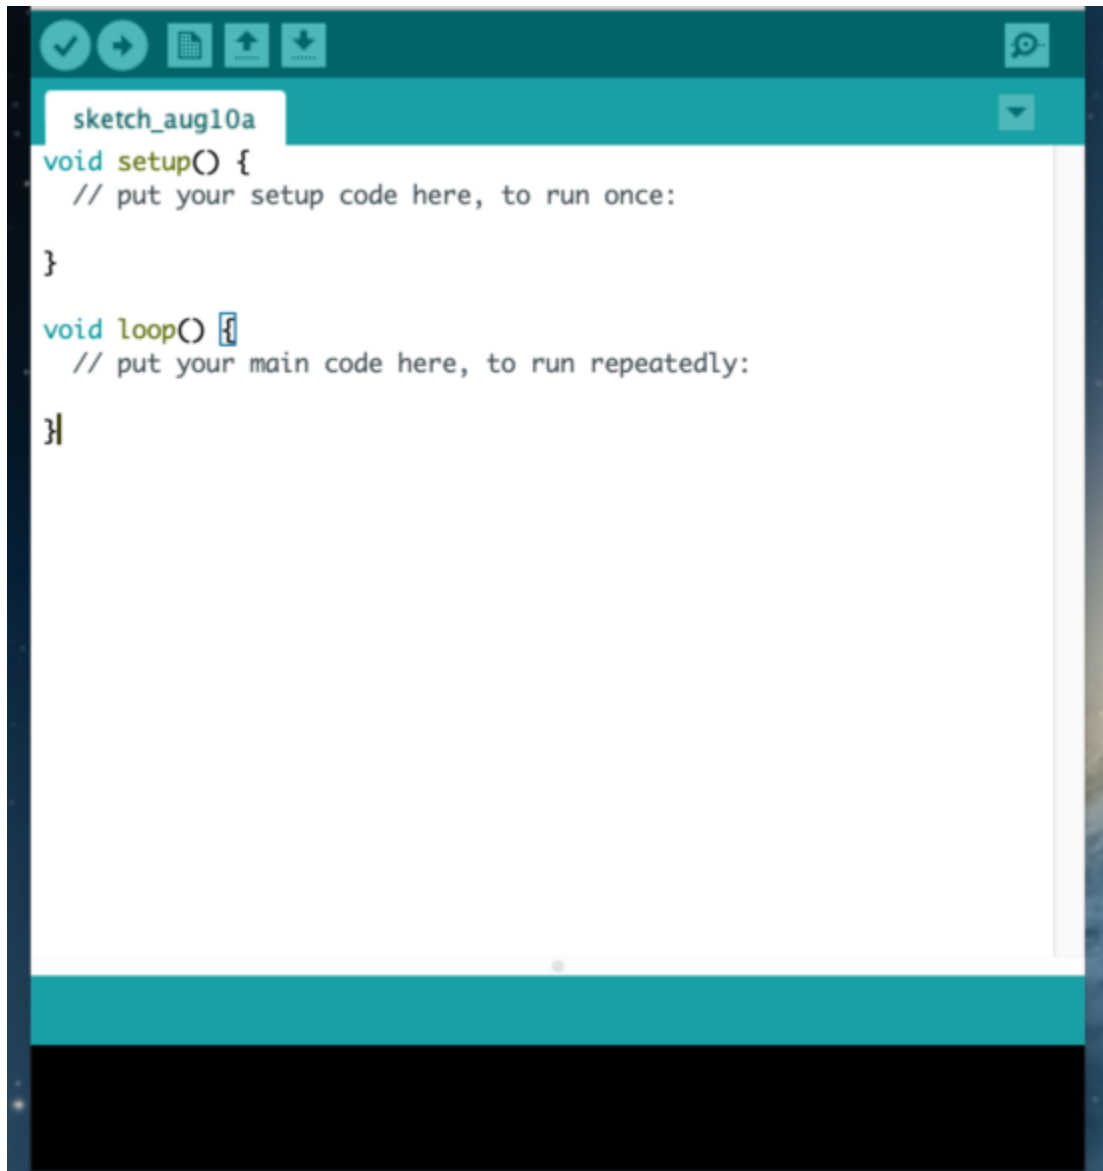 sketch_aug10a
void setup() {
  // put your setup code here, to run once:
}
void loop() {
  // put your main code here, to run repeatedly:
}